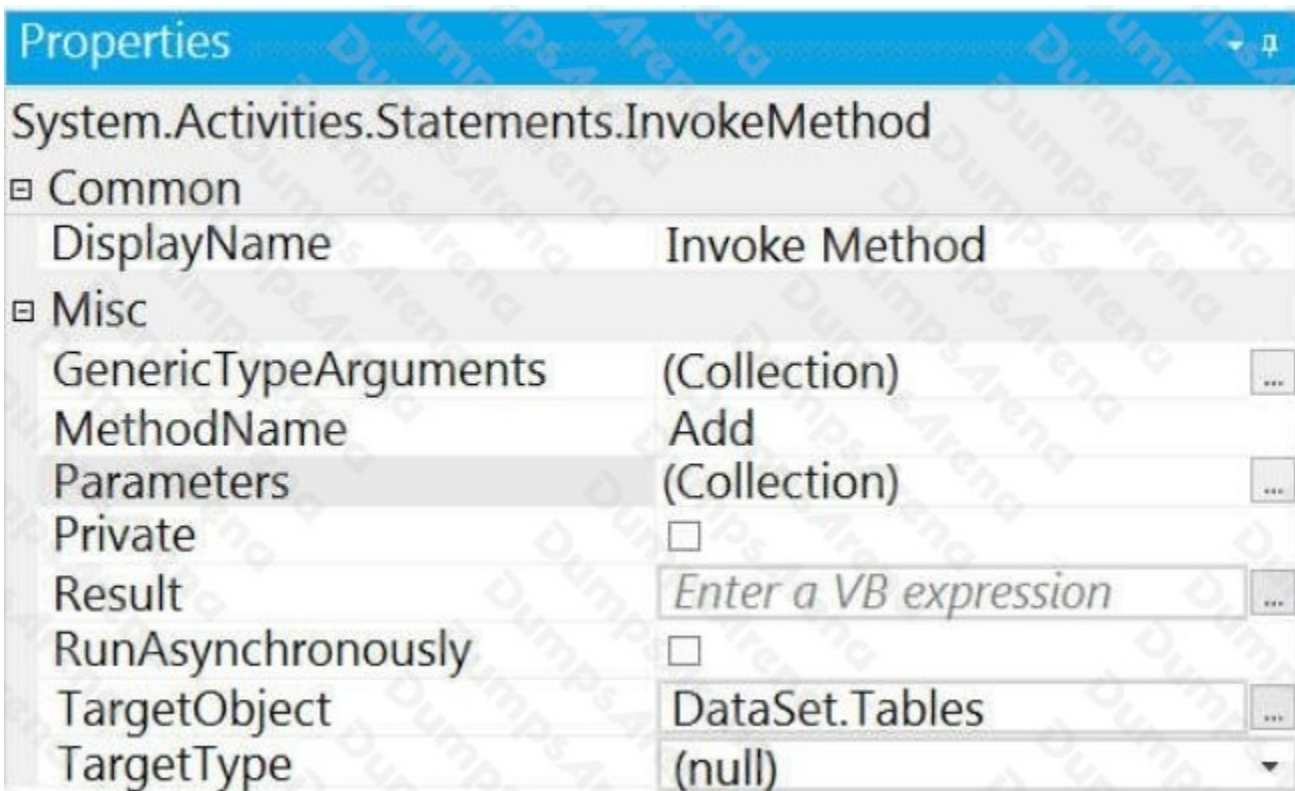 Properties
System.Activities.Statements.InvokeMethod
Common
DisplayName Invoke Method
Misc
GenericTypeArguments (Collection) ...
MethodName Add
Parameters (Collection) ...
Private
Result Enter a VB expression ...
RunAsynchronously
TargetObject DataSet.Tables ...
TargetType (null)
DumpsArena